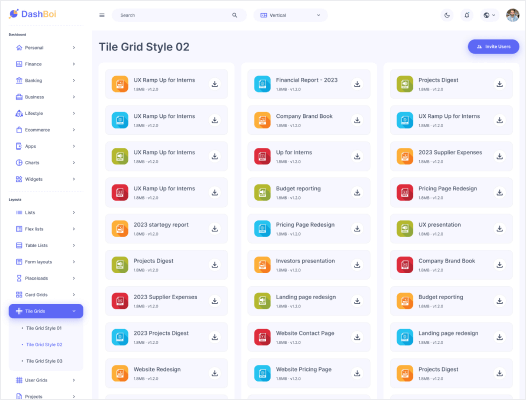 DashBoi
Search
Vertical
Dashboard
Personal
Finance
Banking
Business
Lifestyle
Ecommerce
Apps
Charts
Widgets
Layout
Lists
Flex lists
Table Lists
Form layouts
Placeloads
Card Grids
Tile Grids
Tile Grid Style 01
Tile Grid Style 02
Tile Grid Style 03
User Grids
Projects
Tile Grid Style 02
Invite Users
UX Ramp Up for Interns
1.8MB · v1.2.0
Financial Report - 2023
1.8MB · v1.2.0
Projects Digest
1.8MB · v1.2.0
UX Ramp Up for Interns
1.8MB · v1.2.0
Company Brand Book
1.8MB · v1.2.0
UX Ramp Up for Interns
1.8MB · v1.2.0
UX Ramp Up for Interns
1.8MB · v1.2.0
Up for Interns
1.8MB · v1.2.0
2023 Supplier Expenses
1.8MB · v1.2.0
UX Ramp Up for Interns
1.8MB · v1.2.0
Budget reporting
1.8MB · v1.2.0
Pricing Page Redesign
1.8MB · v1.2.0
2023 startegy report
1.8MB · v1.2.0
Pricing Page Redesign
1.8MB · v1.2.0
UX presentation
1.8MB · v1.2.0
Projects Digest
1.8MB · v1.2.0
Investors presentation
1.8MB · v1.2.0
Company Brand Book
1.8MB · v1.2.0
2023 Supplier Expenses
1.8MB · v1.2.0
Landing page redesign
1.8MB · v1.2.0
Budget reporting
1.8MB · v1.2.0
2023 Projects Digest
1.8MB · v1.2.0
Website Contact Page
1.8MB · v1.2.0
Landing page redesign
1.8MB · v1.2.0
Website Redesign
1.8MB · v1.2.0
Website Pricing Page
1.8MB · v1.2.0
Projects Digest
1.8MB · v1.2.0